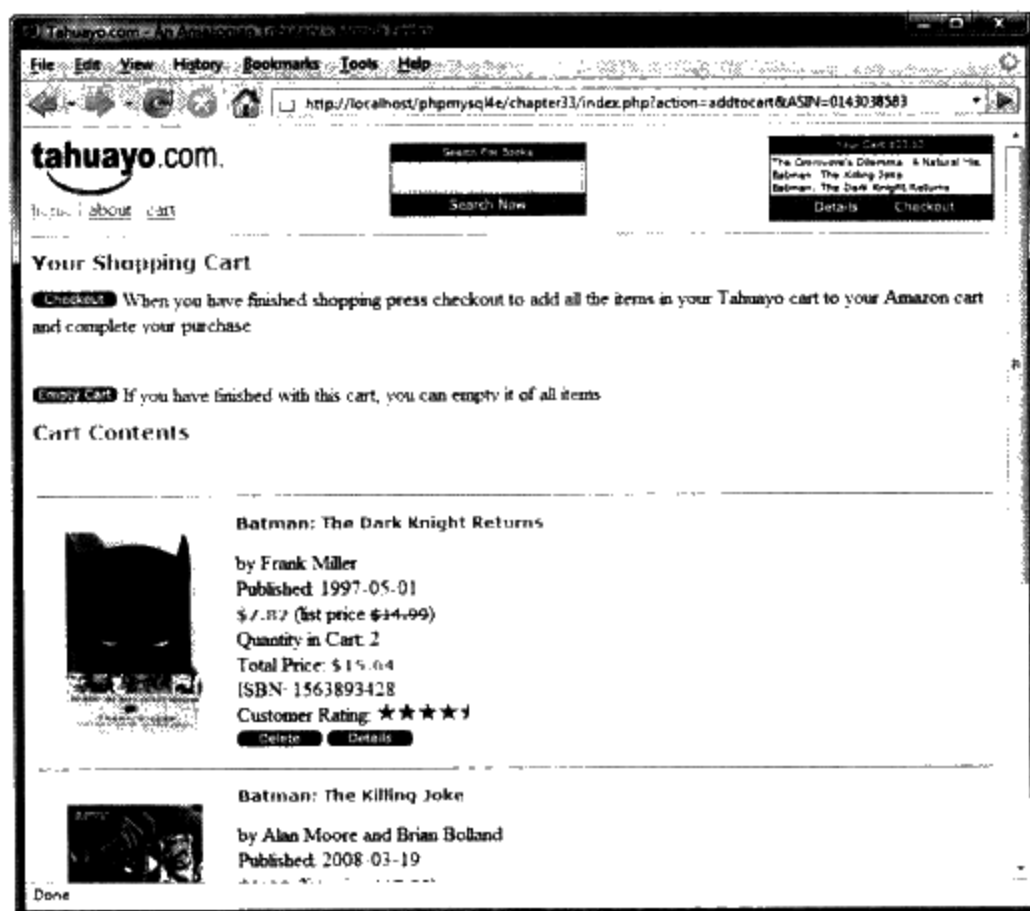 Tahuayo.com - An Amazonian
File Edit View History Bookmarks Tools Help
http://localhost/phpmysql4e/chapter33/index.php?action=addtocart&ASIN=0143038583
tahuayo.com.
home | about cart
Search For Books
Search Now
Your Cart
The Omnivore's Dilemma: A Natural His
Batman: The Killing Joke
Batman: The Dark Knight Returns
Details Checkout
Your Shopping Cart
Checkout When you have finished shopping press checkout to add all the items in your Tahuayo cart to your Amazon cart
and complete your purchase
Empty Cart If you have finished with this cart, you can empty it of all items
Cart Contents
Batman: The Dark Knight Returns
by Frank Miller
Published: 1997-05-01
$7.82 (list price $14.99)
Quantity in Cart: 2
Total Price: $15.64
ISBN: 1563893428
Customer Rating:
Delete Details
Batman: The Killing Joke
by Alan Moore and Brian Bolland
Published: 2008-03-19
Done